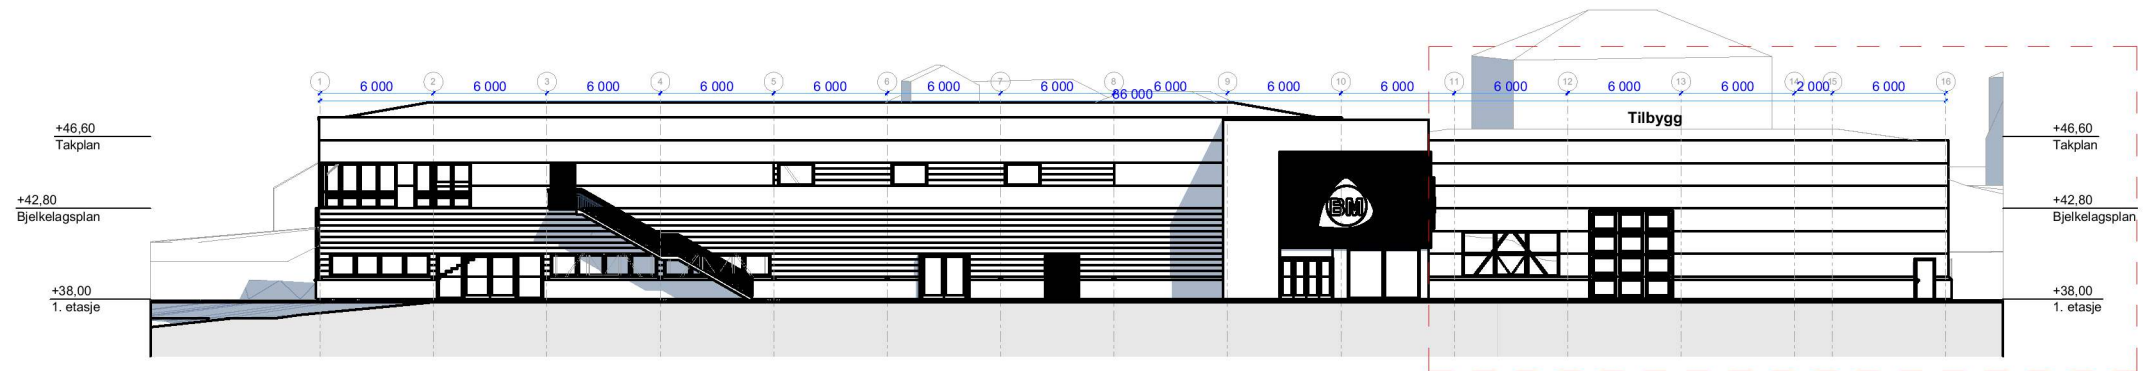 1 2 3 4 5 6 7 8 9 10 11 12 13 14 15 16
6 000 6 000 6 000 6 000 6 000 6 000 6 000 6 000 6 000 6 000 6 000 6 000 6 000 2 000 6 000
86 000
Tilbygg
+46,60
Takplan
+46,60
Takplan
+42,80
Bjelkelagsplan
BM
+42,80
Bjelkelagsplan
+38,00
1. etasje
+38,00
1. etasje